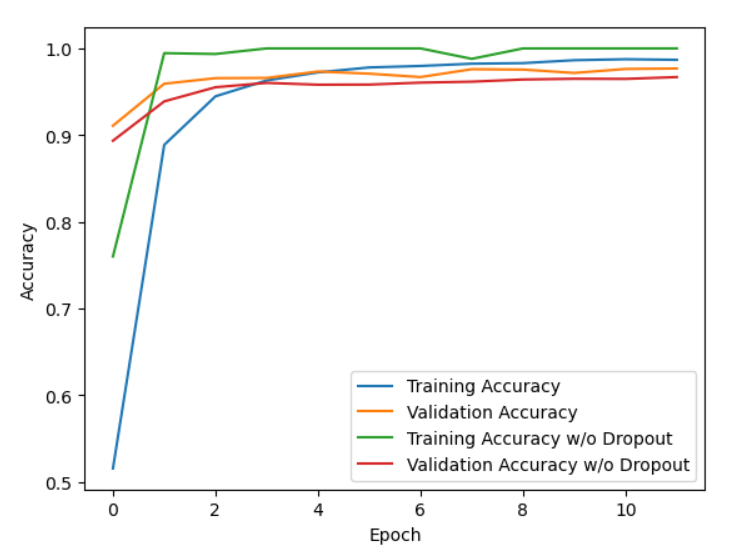 1.0
0.9
0.8
0.7
0.6
0.5
Accuracy
0 2 4 6 8 10
Epoch
Training Accuracy
Validation Accuracy
Training Accuracy w/o Dropout
Validation Accuracy w/o Dropout